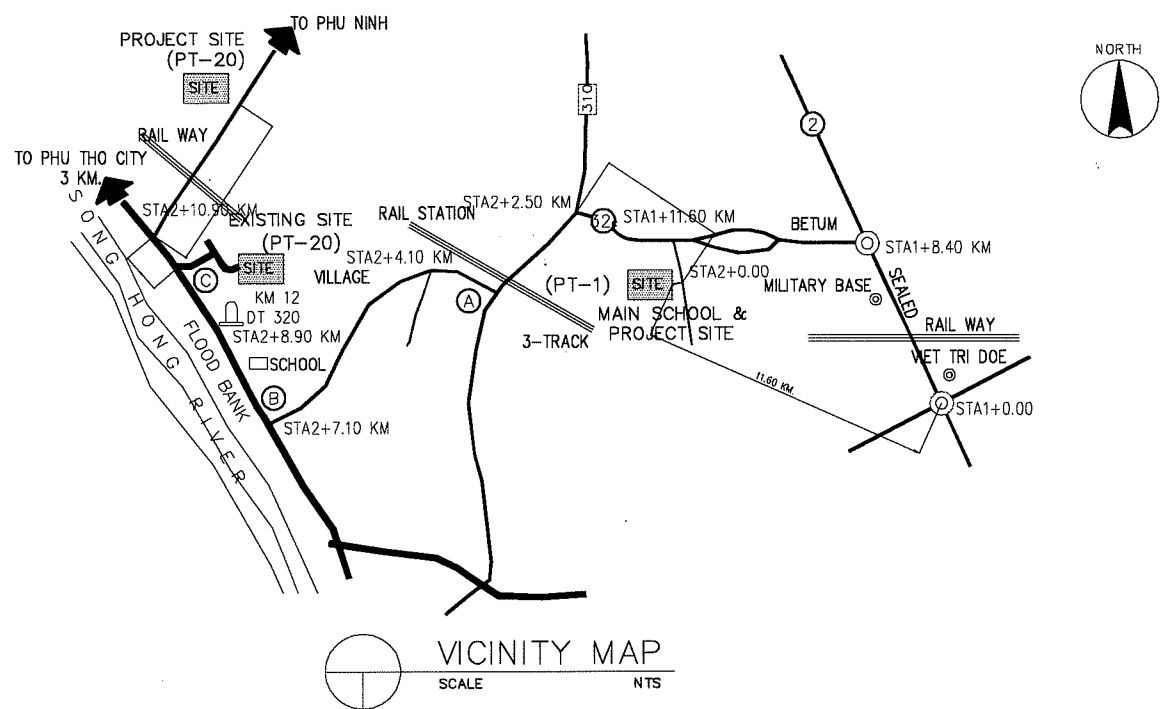 TO PHU NINH
PROJECT SITE
(PT-20)
SITE
NORTH
310
2
RAIL WAY
TO PHU THO CITY
3 KM.
STA2+10.90 KM
RAIL STATION
STA2+2.50 KM
32
STA1+11.60 KM
BETUM
STA1+8.40 KM
EXISTING SITE
(PT-20)
SITE
STA2+4.10 KM
VILLAGE
(PT-1)
SITE
STA2+0.00
MILITARY BASE
SEALED
C
KM 12
DT 320
A
MAIN SCHOOL &
PROJECT SITE
STA2+8.90 KM
3-TRACK
RAIL WAY
SCHOOL
VIET TRI DOE
11.60 KM.
B
STA1+0.00
STA2+7.10 KM
FLOOD BANK
SONG HONG RIVER
VICINITY MAP
SCALE NTS